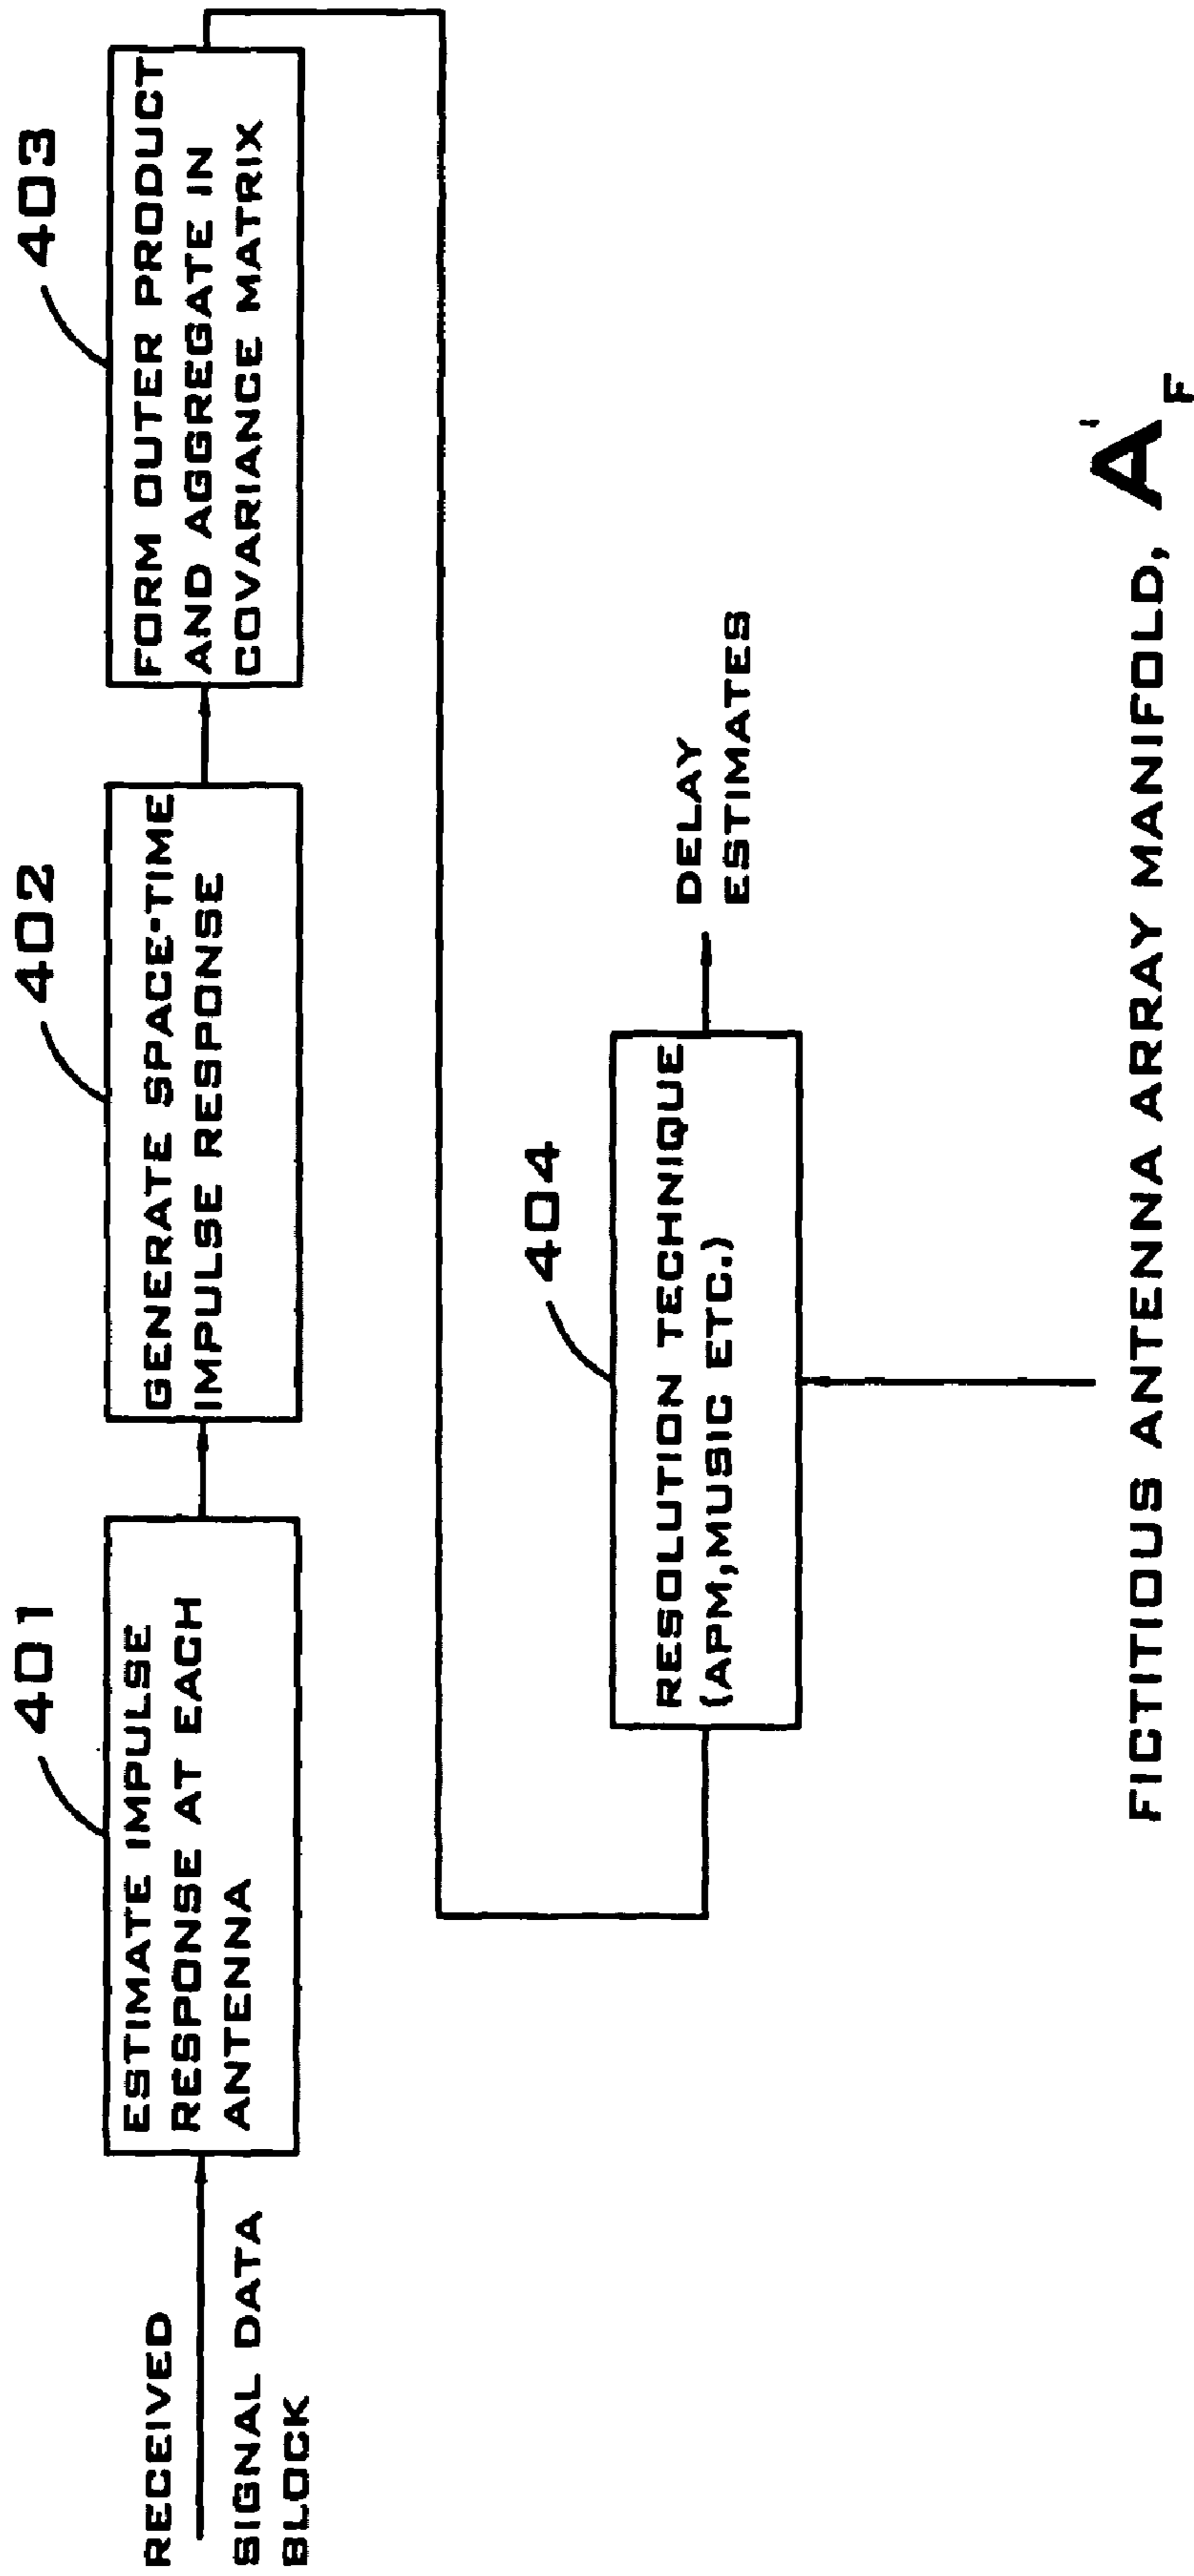 RECEIVED
SIGNAL DATA
BLOCK
401
ESTIMATE IMPULSE
RESPONSE AT EACH
ANTENNA
402
GENERATE SPACE-TIME
IMPULSE RESPONSE
403
FORM OUTER PRODUCT
AND AGGREGATE IN
COVARIANCE MATRIX
404
RESOLUTION TECHNIQUE
(APM,MUSIC ETC.)
DELAY
ESTIMATES
FICTITIOUS ANTENNA ARRAY MANIFOLD, A'F